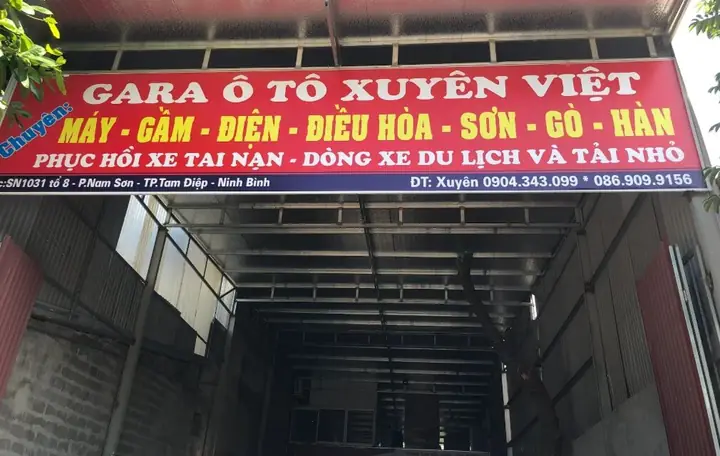 GARA Ô TÔ XUYÊN VIỆT
Chuyên:
MÁY - GẦM - ĐIỆN - ĐIỀU HÒA - SƠN - GÒ - HÀN
PHỤC HỒI XE TAI NẠN - DÒNG XE DU LỊCH VÀ TẢI NHỎ
c:SN1031 tổ 8 - P.Nam Sơn - TP.Tam Điệp - Ninh Bình ĐT: Xuyên 0904.343.099 * 086.909.9156